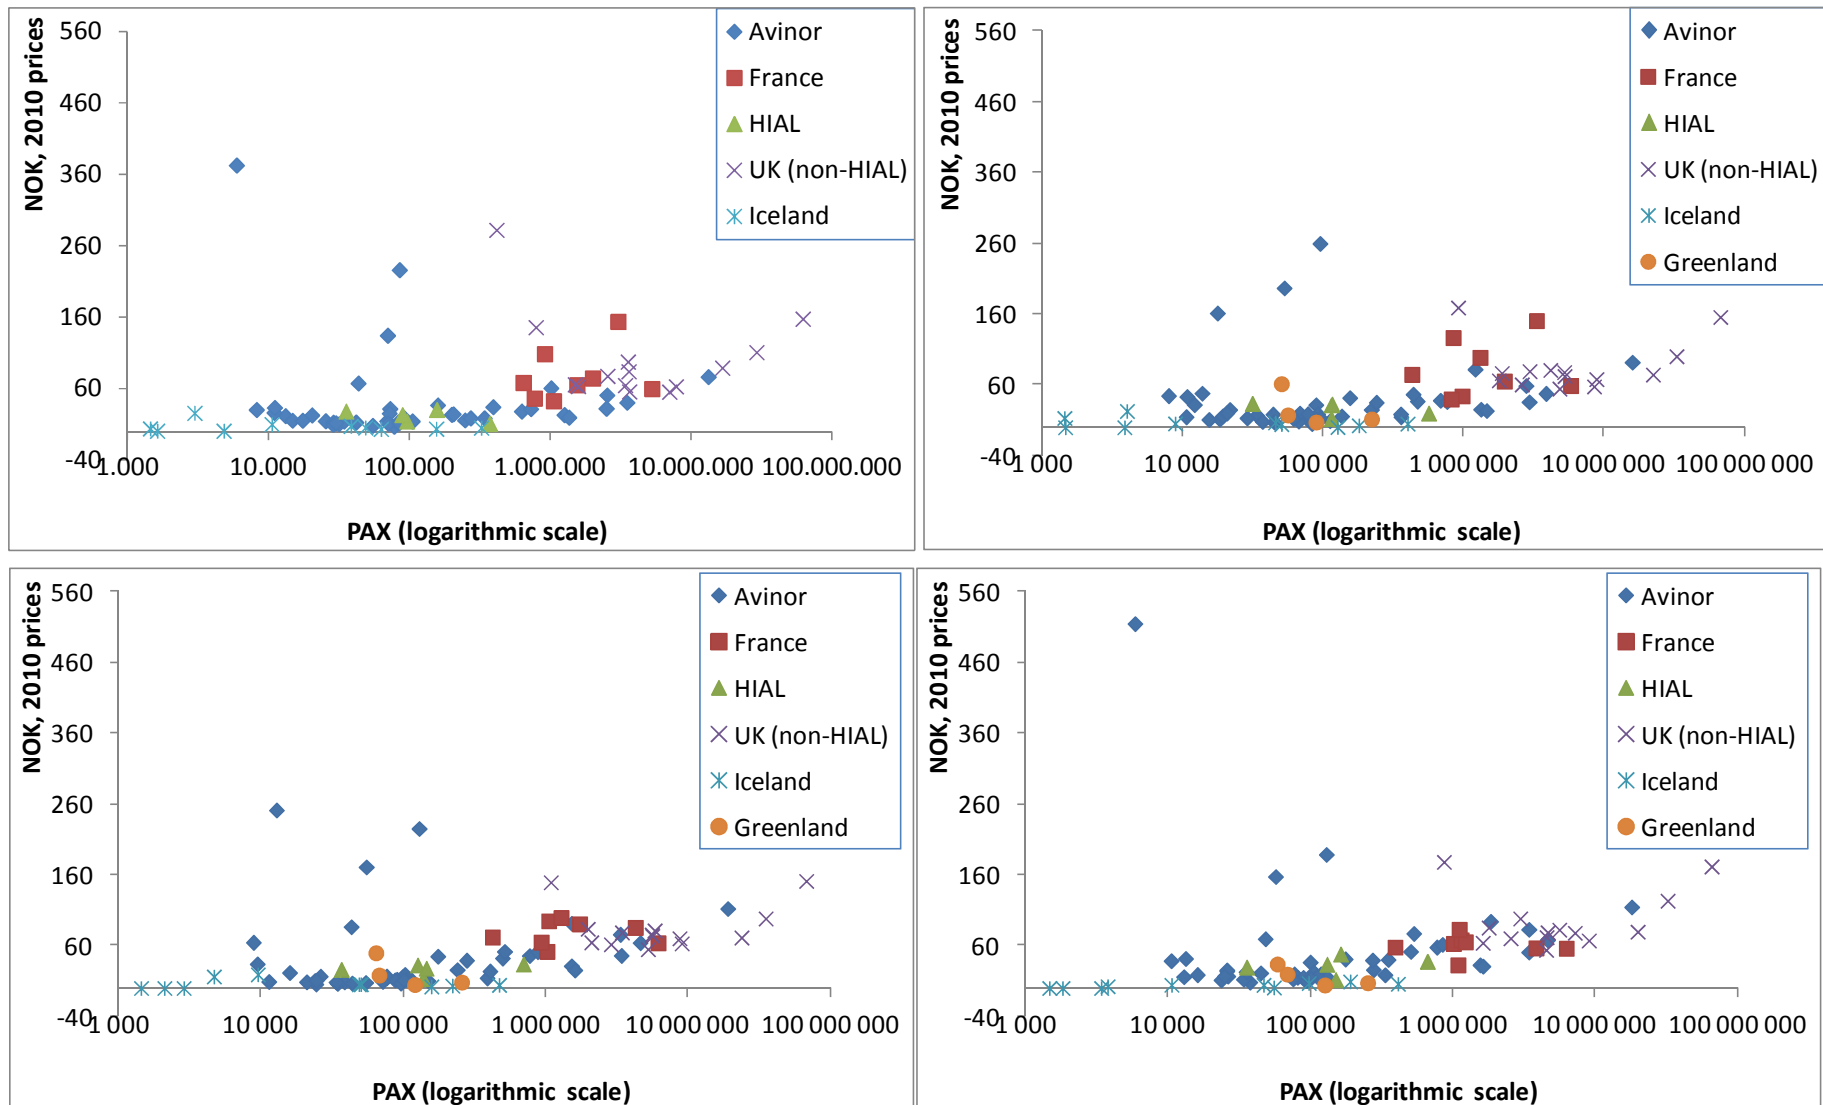 NOK, 2010 prices
560
460
360
260
160
60
-40
1.000
10.000
100.000
1.000.000
10.000.000
100.000.000
PAX (logarithmic scale)
Avinor
France
HIAL
UK (non-HIAL)
Iceland
NOK, 2010 prices
560
460
360
260
160
60
-40
1 000
10 000
100 000
1 000 000
10 000 000
100 000 000
PAX (logarithmic scale)
Avinor
France
HIAL
UK (non-HIAL)
Iceland
Greenland
NOK, 2010 prices
560
460
360
260
160
60
-40
1 000
10 000
100 000
1 000 000
10 000 000
100 000 000
PAX (logarithmic scale)
Avinor
France
HIAL
UK (non-HIAL)
Iceland
Greenland
NOK, 2010 prices
560
460
360
260
160
60
-40
1 000
10 000
100 000
1 000 000
10 000 000
100 000 000
PAX (logarithmic scale)
Avinor
France
HIAL
UK (non-HIAL)
Iceland
Greenland